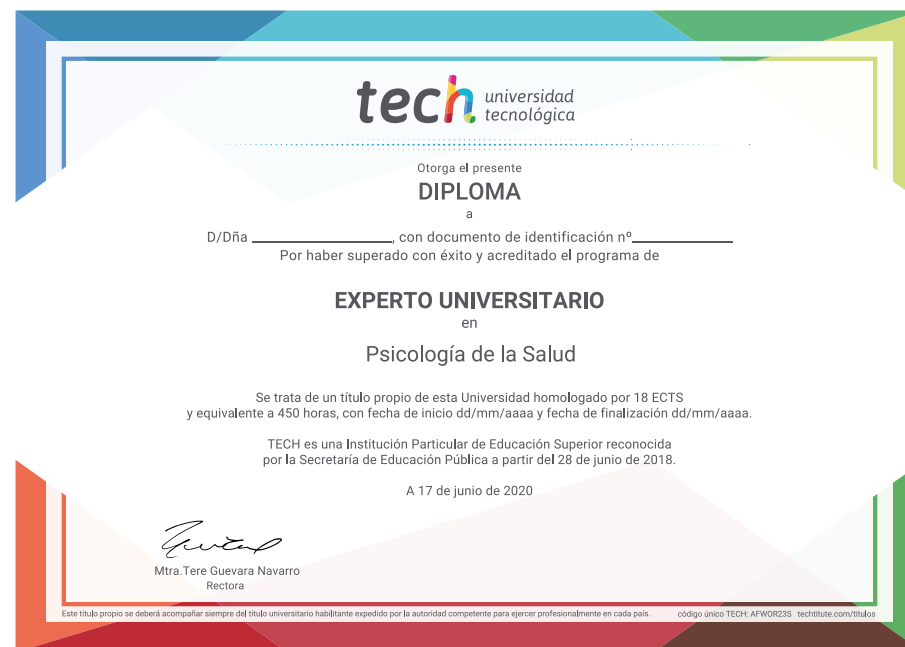 tech universidad
tecnológica
Otorga el presente
DIPLOMA
a
D/Dña ____________________, con documento de identificación nº______________
Por haber superado con éxito y acreditado el programa de
EXPERTO UNIVERSITARIO
en
Psicología de la Salud
Se trata de un título propio de esta Universidad homologado por 18 ECTS
y equivalente a 450 horas, con fecha de inicio dd/mm/aaaa y fecha de finalización dd/mm/aaaa.
TECH es una Institución Particular de Educación Superior reconocida
por la Secretaría de Educación Pública a partir del 28 de junio de 2018.
A 17 de junio de 2020
Mtra.Tere Guevara Navarro
Rectora
Este título propio se deberá acompañar siempre del título universitario habilitante expedido por la autoridad competente para ejercer profesionalmente en cada país. código único TECH: AFWOR23S techtitute.com/titulos